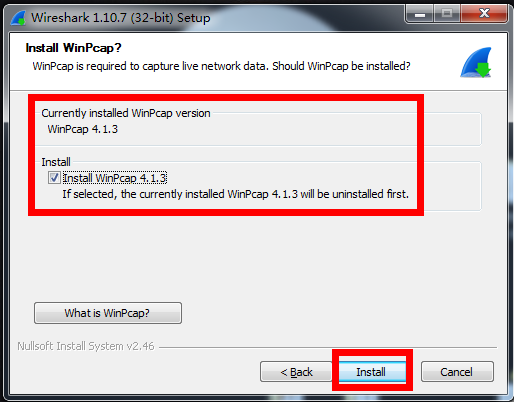 Wireshark 1.10.7 (32-bit) Setup
Install WinPcap?
WinPcap is required to capture live network data. Should WinPcap be installed?
Currently installed WinPcap version
WinPcap 4.1.3
Install
Install WinPcap 4.1.3
If selected, the currently installed WinPcap 4.1.3 will be uninstalled first.
What is WinPcap?
Nullsoft Install System v2.46
< Back
Install
Cancel